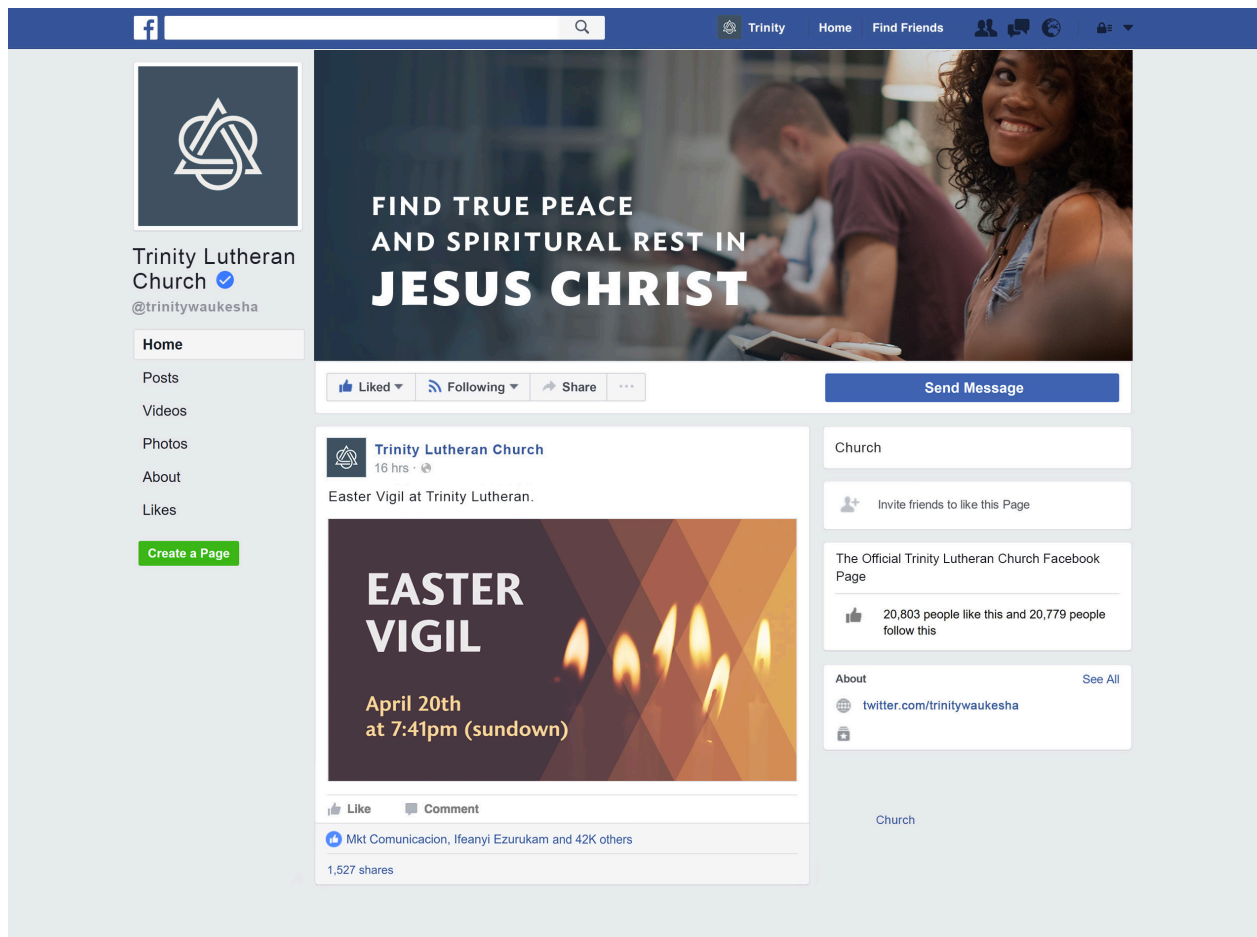 Trinity
Home
Find Friends
Trinity Lutheran
Church
@trinitywaukesha
Home
Posts
Videos
Photos
About
Likes
Create a Page
FIND TRUE PEACE
AND SPIRITURAL REST IN
JESUS CHRIST
Liked
Following
Share
Send Message
Trinity Lutheran Church
16 hrs ·
Easter Vigil at Trinity Lutheran.
EASTER
VIGIL
April 20th
at 7:41pm (sundown)
Like
Comment
Mkt Comunicacion, Ifeanyi Ezurukam and 42K others
1,527 shares
Church
Invite friends to like this Page
The Official Trinity Lutheran Church Facebook
Page
20,803 people like this and 20,779 people
follow this
About
See All
twitter.com/trinitywaukesha
Church